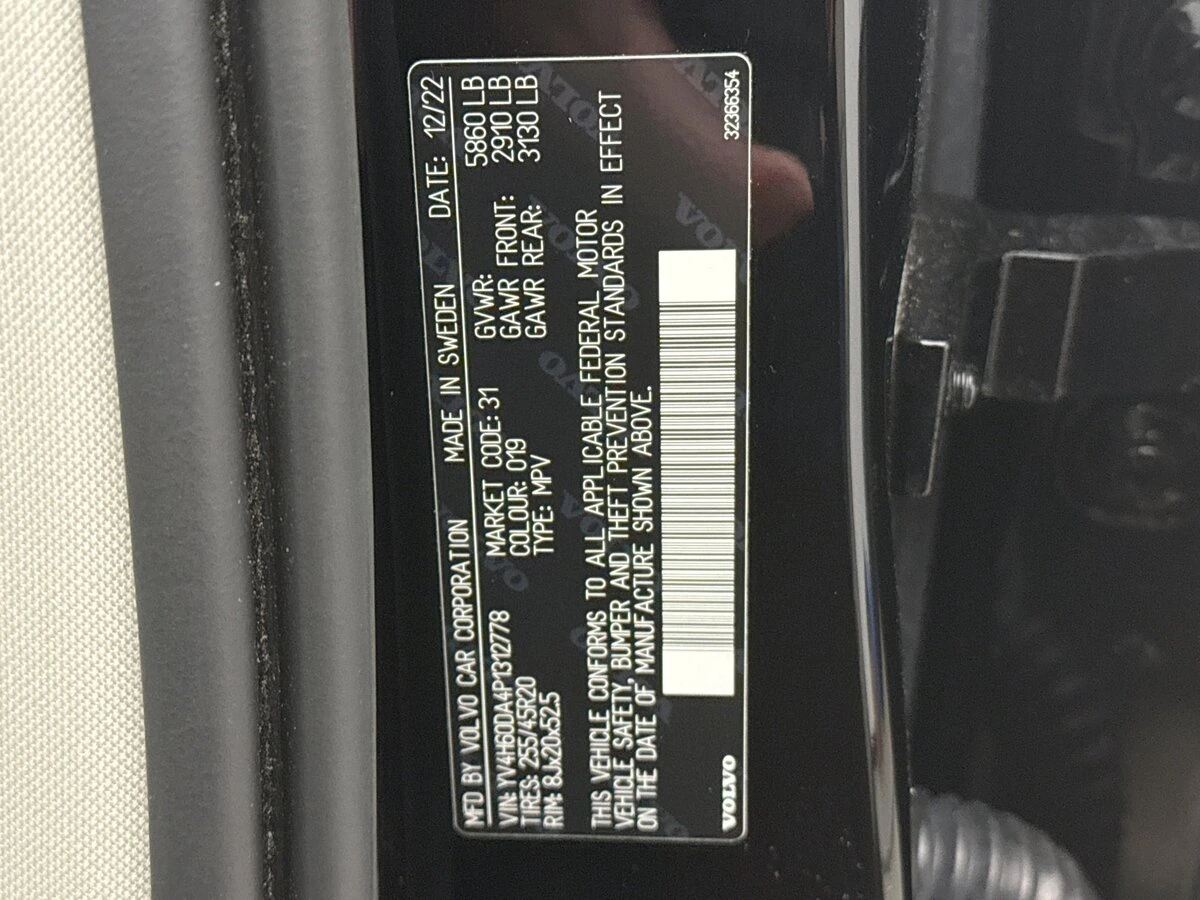 MFD BY VOLVO CAR CORPORATION MADE IN SWEDEN DATE: 12/22
VIN: YV4H60DA4P1312778 MARKET CODE: 31 GVWR: 5860 LB
TIRES: 255/45R20 COLOUR: 019 GAWR FRONT: 2910 LB
RIM: 8Jx20x52.5 TYPE: MPV GAWR REAR: 3130 LB
THIS VEHICLE CONFORMS TO ALL APPLICABLE FEDERAL MOTOR
VEHICLE SAFETY, BUMPER AND THEFT PREVENTION STANDARDS IN EFFECT
ON THE DATE OF MANUFACTURE SHOWN ABOVE.
VOLVO 32366354